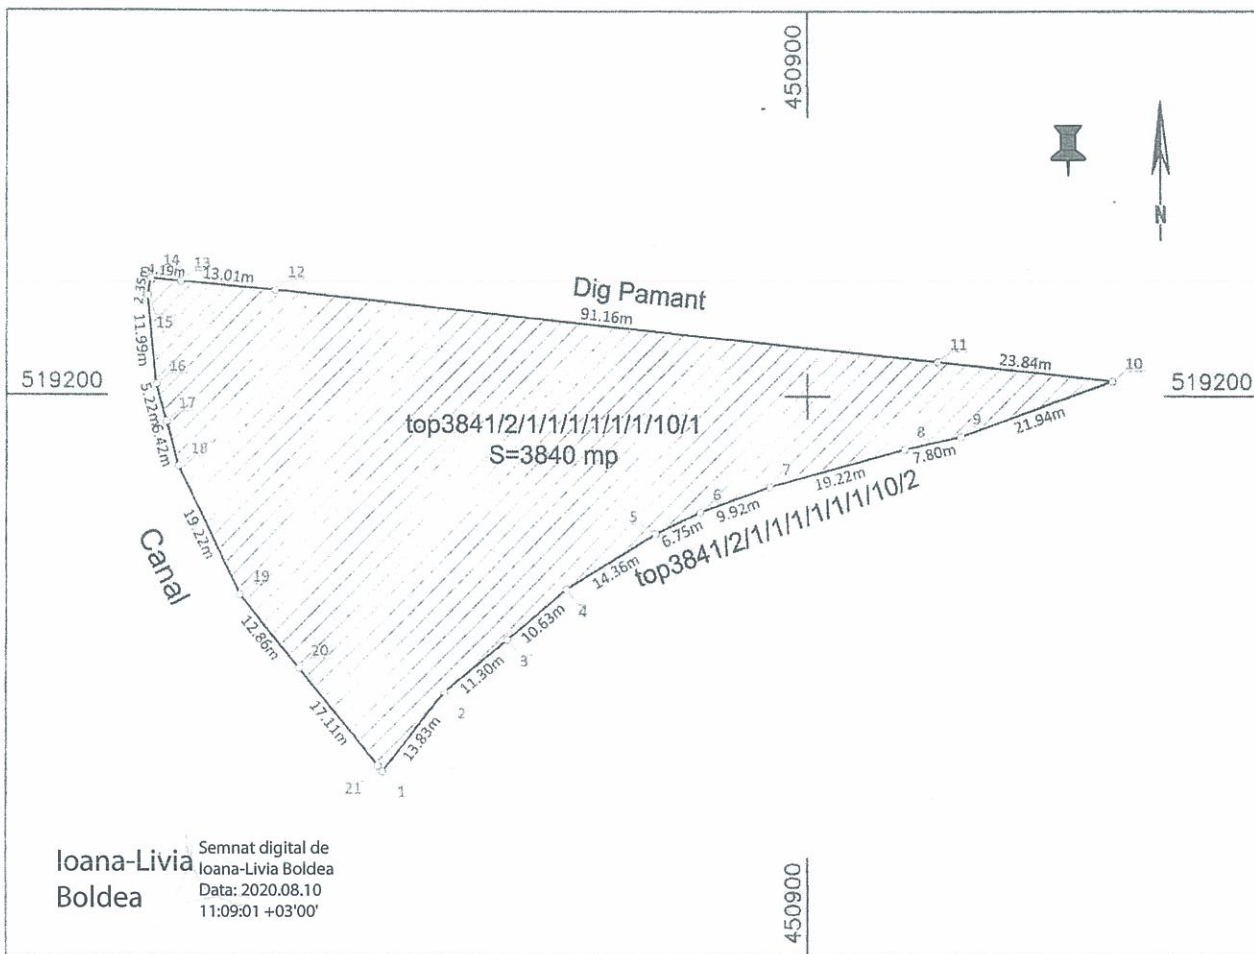 450900
N
14
13
4.19m
13.01m
12
2.35m
Dig Pamant
91.16m
15
11.99m
11
23.84m
10
16
519200
519200
5.22m
17
9
21.94m
top3841/2/1/1/1/1/1/1/10/1
6.42m
8
7.80m
18
S=3840 mp
7
19.22m
6
9.92m
5
6.75m
top3841/2/1/1/1/1/1/1/10/2
19.22m
Canal
14.36m
19
4
10.63m
12.86m
20
3
11.30m
2
17.11m
13.83m
21
1
Ioana-Livia
Boldea
Semnat digital de
Ioana-Livia Boldea
Data: 2020.08.10
11:09:01 +03'00'
450900